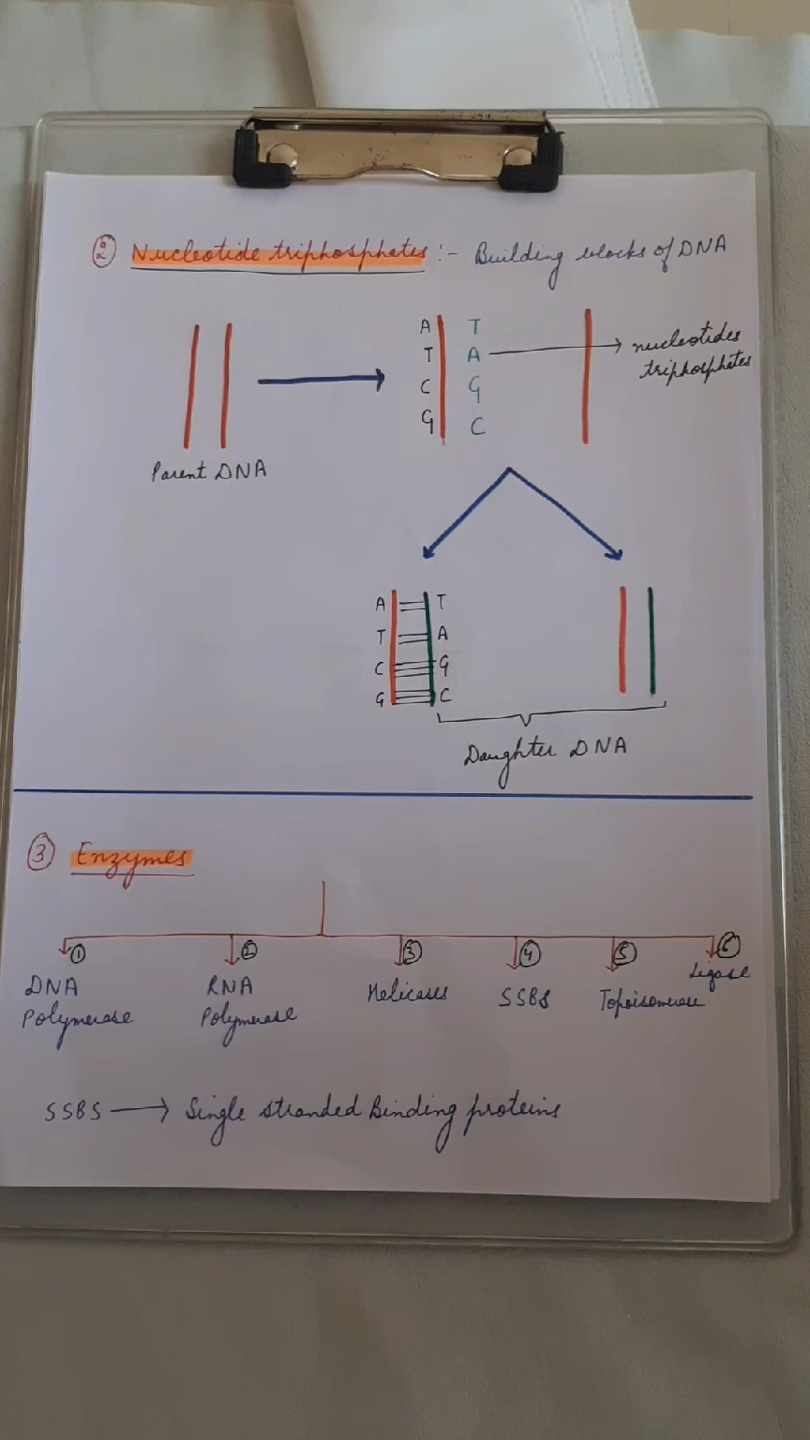 ② Nucleotide triphosphates :- Building blocks of DNA
A T
T A → nucleotides triphosphates
C G
G C
Parent DNA
A T
T A
C G
G C
Daughter DNA
③ Enzymes
① ② ③ ④ ⑤ ⑥
DNA Polymerase
RNA Polymerase
Helicases
SSBS
Topoisomerase
Ligase
SSBS → Single stranded Binding proteins